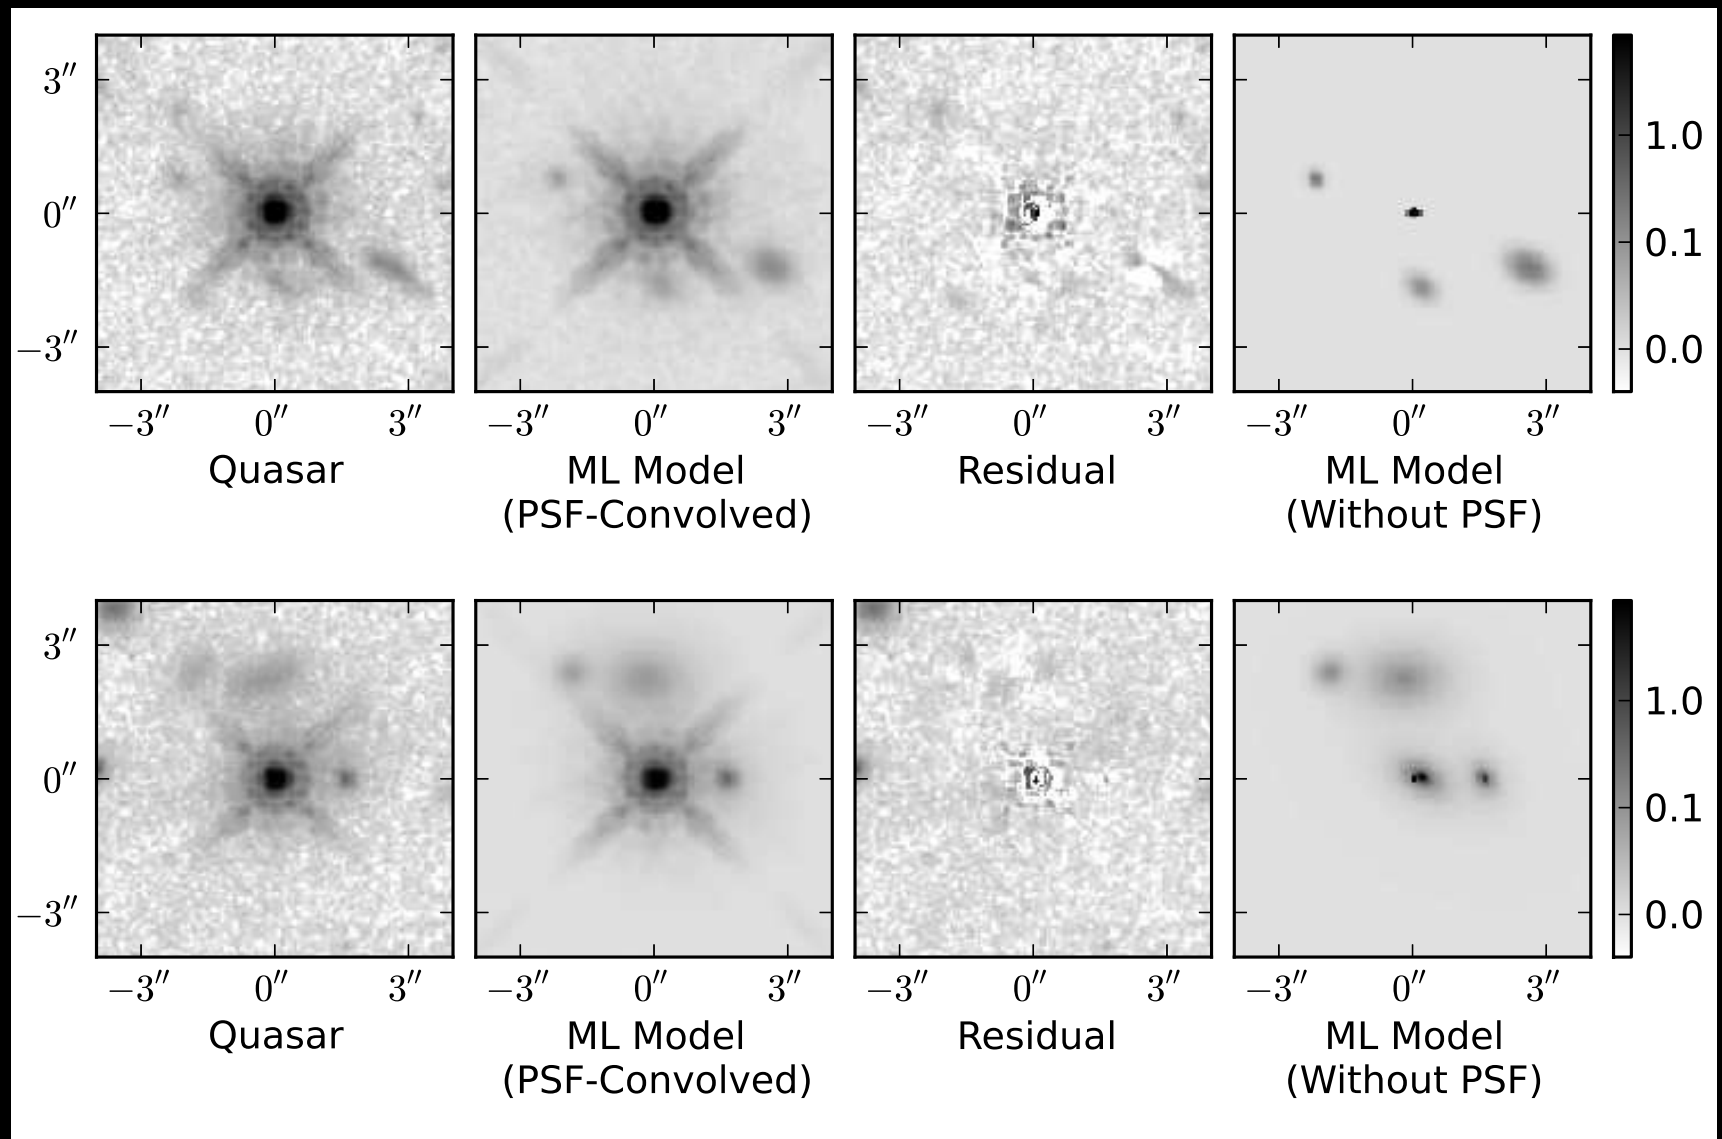 3″
0″
−3″
1.0
0.1
0.0
−3″ 0″ 3″ −3″ 0″ 3″ −3″ 0″ 3″ −3″ 0″ 3″
Quasar ML Model Residual ML Model
(PSF-Convolved) (Without PSF)
3″
0″
−3″
1.0
0.1
0.0
−3″ 0″ 3″ −3″ 0″ 3″ −3″ 0″ 3″ −3″ 0″ 3″
Quasar ML Model Residual ML Model
(PSF-Convolved) (Without PSF)